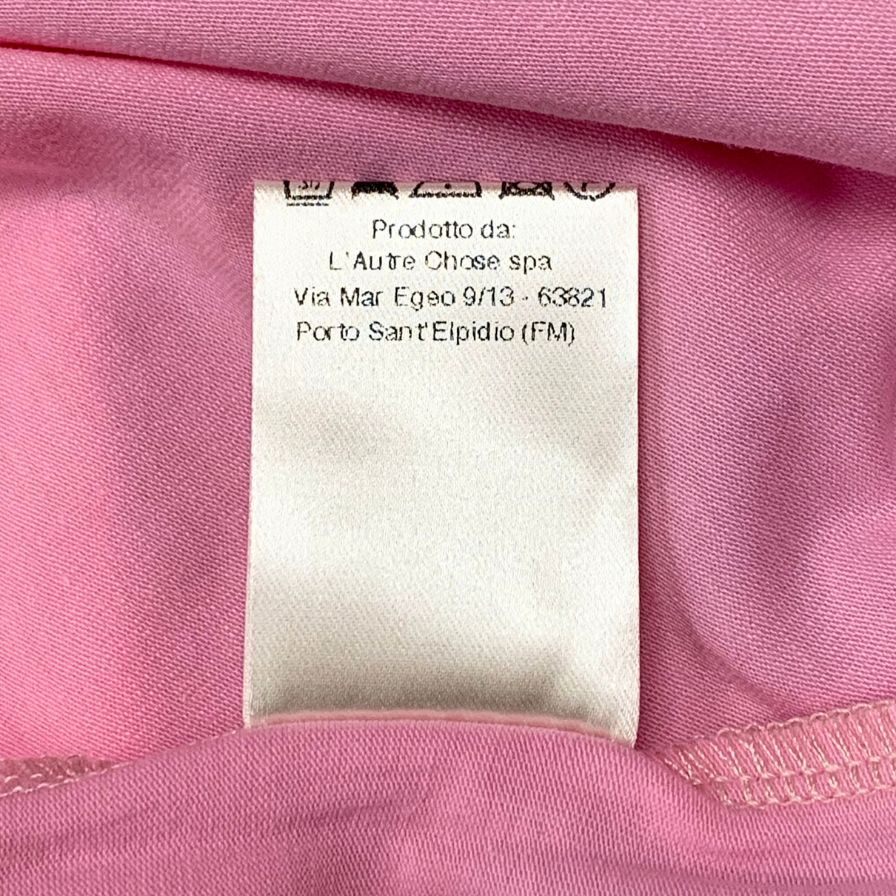 Prodotto da:
L'Autre Chose spa
Via Mar Egeo 9/13 - 63821
Porto Sant'Elpidio (FM)